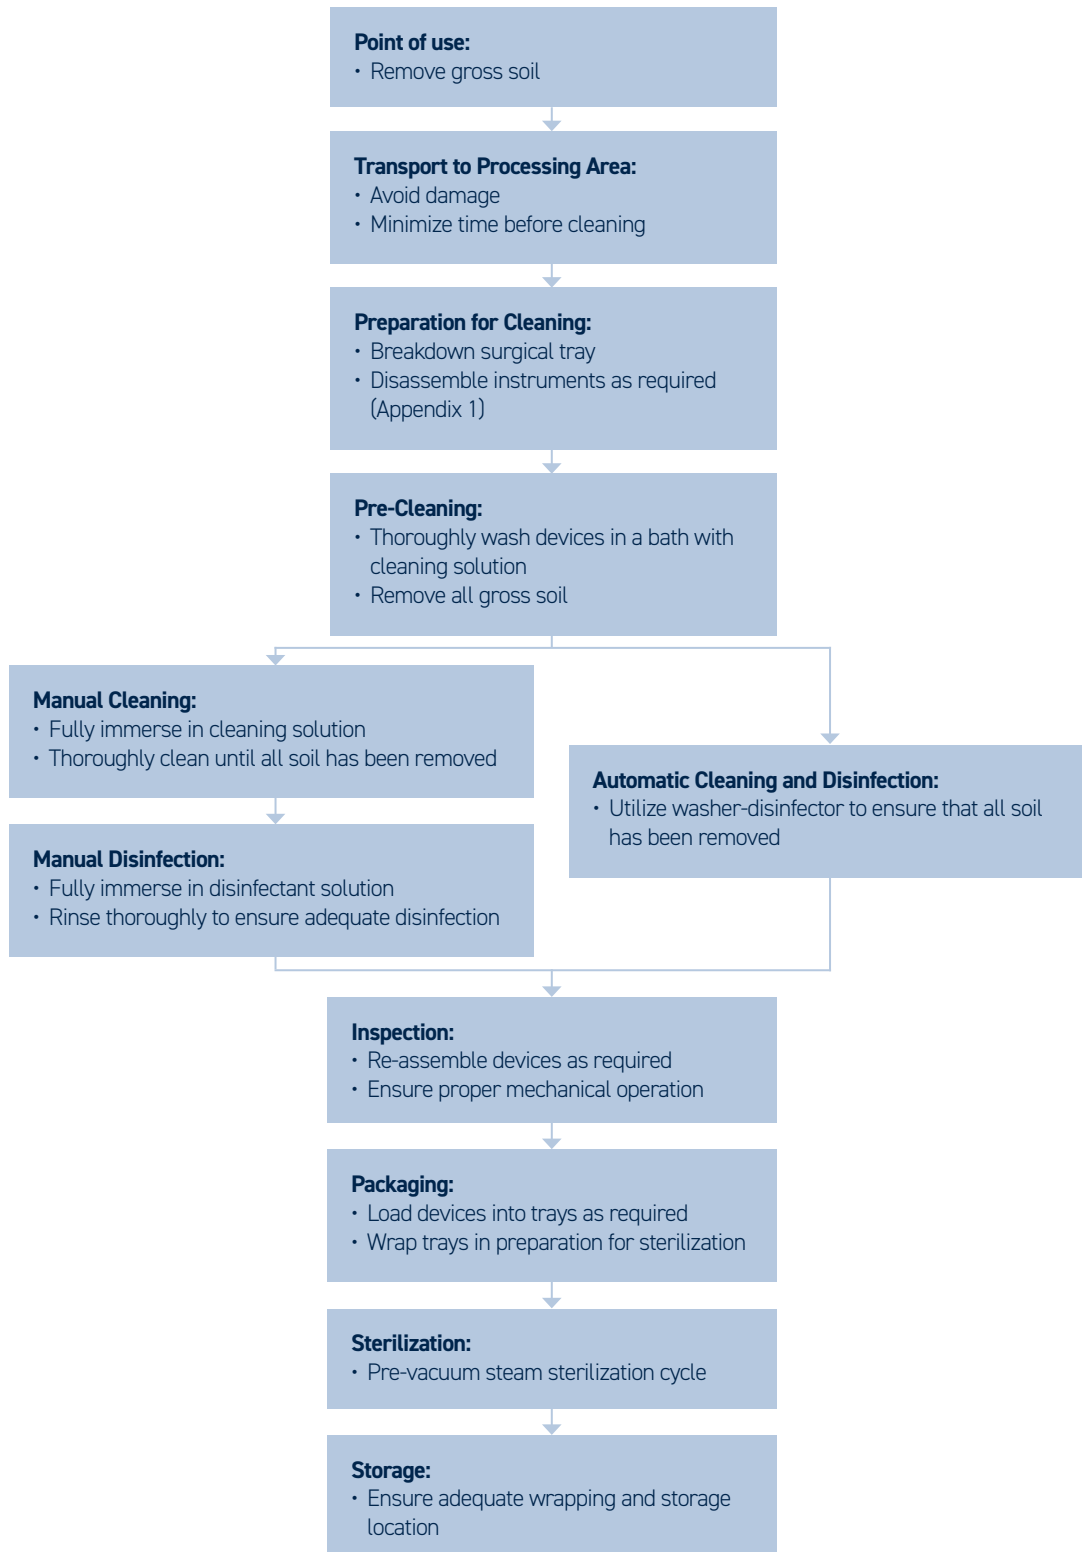 Point of use:
• Remove gross soil
Transport to Processing Area:
• Avoid damage
• Minimize time before cleaning
Preparation for Cleaning:
• Breakdown surgical tray
• Disassemble instruments as required
(Appendix 1)
Pre-Cleaning:
• Thoroughly wash devices in a bath with
cleaning solution
• Remove all gross soil
Manual Cleaning:
• Fully immerse in cleaning solution
• Thoroughly clean until all soil has been removed
Manual Disinfection:
• Fully immerse in disinfectant solution
• Rinse thoroughly to ensure adequate disinfection
Automatic Cleaning and Disinfection:
• Utilize washer-disinfector to ensure that all soil
has been removed
Inspection:
• Re-assemble devices as required
• Ensure proper mechanical operation
Packaging:
• Load devices into trays as required
• Wrap trays in preparation for sterilization
Sterilization:
• Pre-vacuum steam sterilization cycle
Storage:
• Ensure adequate wrapping and storage
location